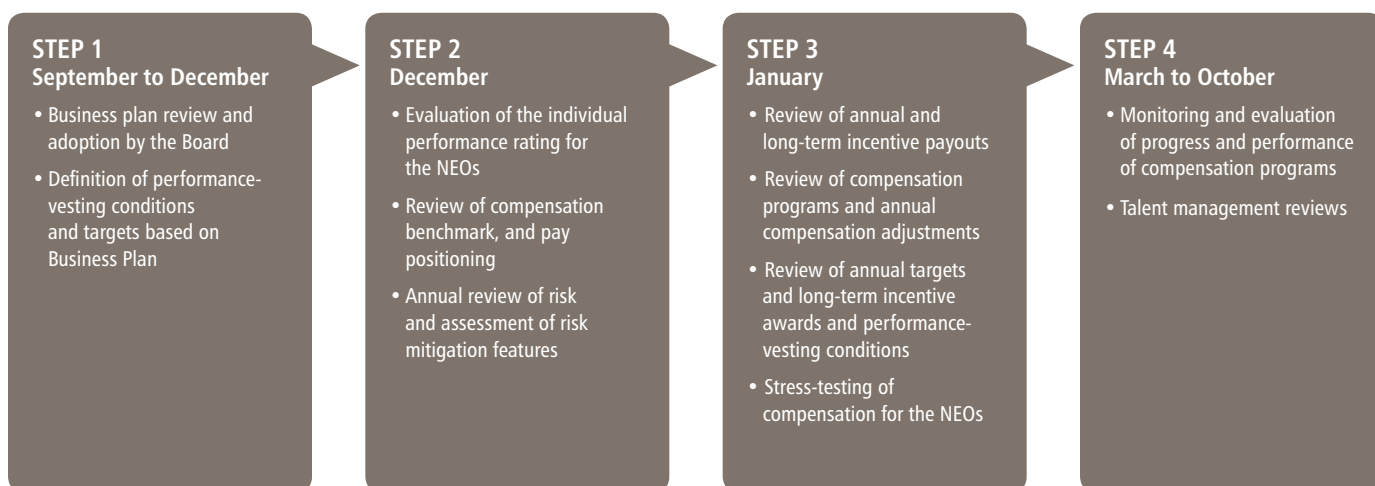 STEP 1
September to December
• Business plan review and
adoption by the Board
• Definition of performance-
vesting conditions
and targets based on
Business Plan
STEP 2
December
• Evaluation of the individual
performance rating for
the NEOs
• Review of compensation
benchmark, and pay
positioning
• Annual review of risk
and assessment of risk
mitigation features
STEP 3
January
• Review of annual and
long-term incentive payouts
• Review of compensation
programs and annual
compensation adjustments
• Review of annual targets
and long-term incentive
awards and performance-
vesting conditions
• Stress-testing of
compensation for the NEOs
STEP 4
March to October
• Monitoring and evaluation
of progress and performance
of compensation programs
• Talent management reviews